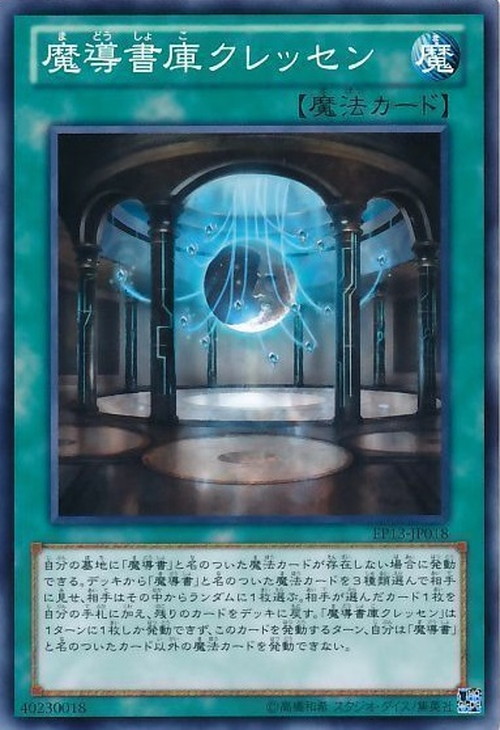 魔導書庫クレッセン
魔
【魔法カード】
EP13-JP018
自分の墓地に「魔導書」と名のついた魔法カードが存在しない場合に発動
できる。デッキから「魔導書」と名のついた魔法カードを3種類選んで相手
に見せ、相手はその中からランダムに1枚選ぶ。相手が選んだカード1枚を
自分の手札に加え、残りのカードをデッキに戻す。「魔導書庫クレッセン」は
1ターンに1枚しか発動できず、このカードを発動するターン、自分は「魔導書」
と名のついたカード以外の魔法カードを発動できない。
40230018
©高橋和希 スタジオ・ダイス/集英社